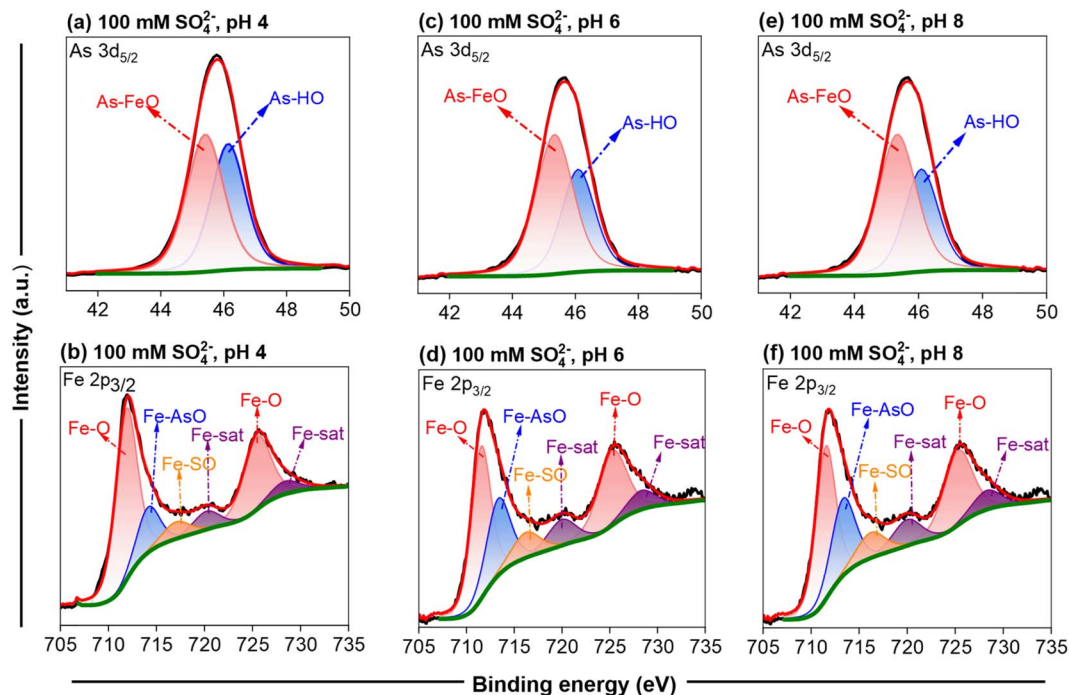 (a) 100 mM SO₄²⁻, pH 4
As 3d₅/₂
As-FeO
As-HO
42 44 46 48 50
(c) 100 mM SO₄²⁻, pH 6
As 3d₅/₂
As-FeO
As-HO
42 44 46 48 50
(e) 100 mM SO₄²⁻, pH 8
As 3d₅/₂
As-FeO
As-HO
42 44 46 48 50
Intensity (a.u.)
(b) 100 mM SO₄²⁻, pH 4
Fe 2p₃/₂
Fe-O
Fe-AsO
Fe-SO
Fe-sat
Fe-O
Fe-sat
705 710 715 720 725 730 735
(d) 100 mM SO₄²⁻, pH 6
Fe 2p₃/₂
Fe-O
Fe-AsO
Fe-SO
Fe-sat
Fe-O
Fe-sat
705 710 715 720 725 730 735
(f) 100 mM SO₄²⁻, pH 8
Fe 2p₃/₂
Fe-O
Fe-AsO
Fe-SO
Fe-sat
Fe-O
Fe-sat
705 710 715 720 725 730 735
Binding energy (eV)